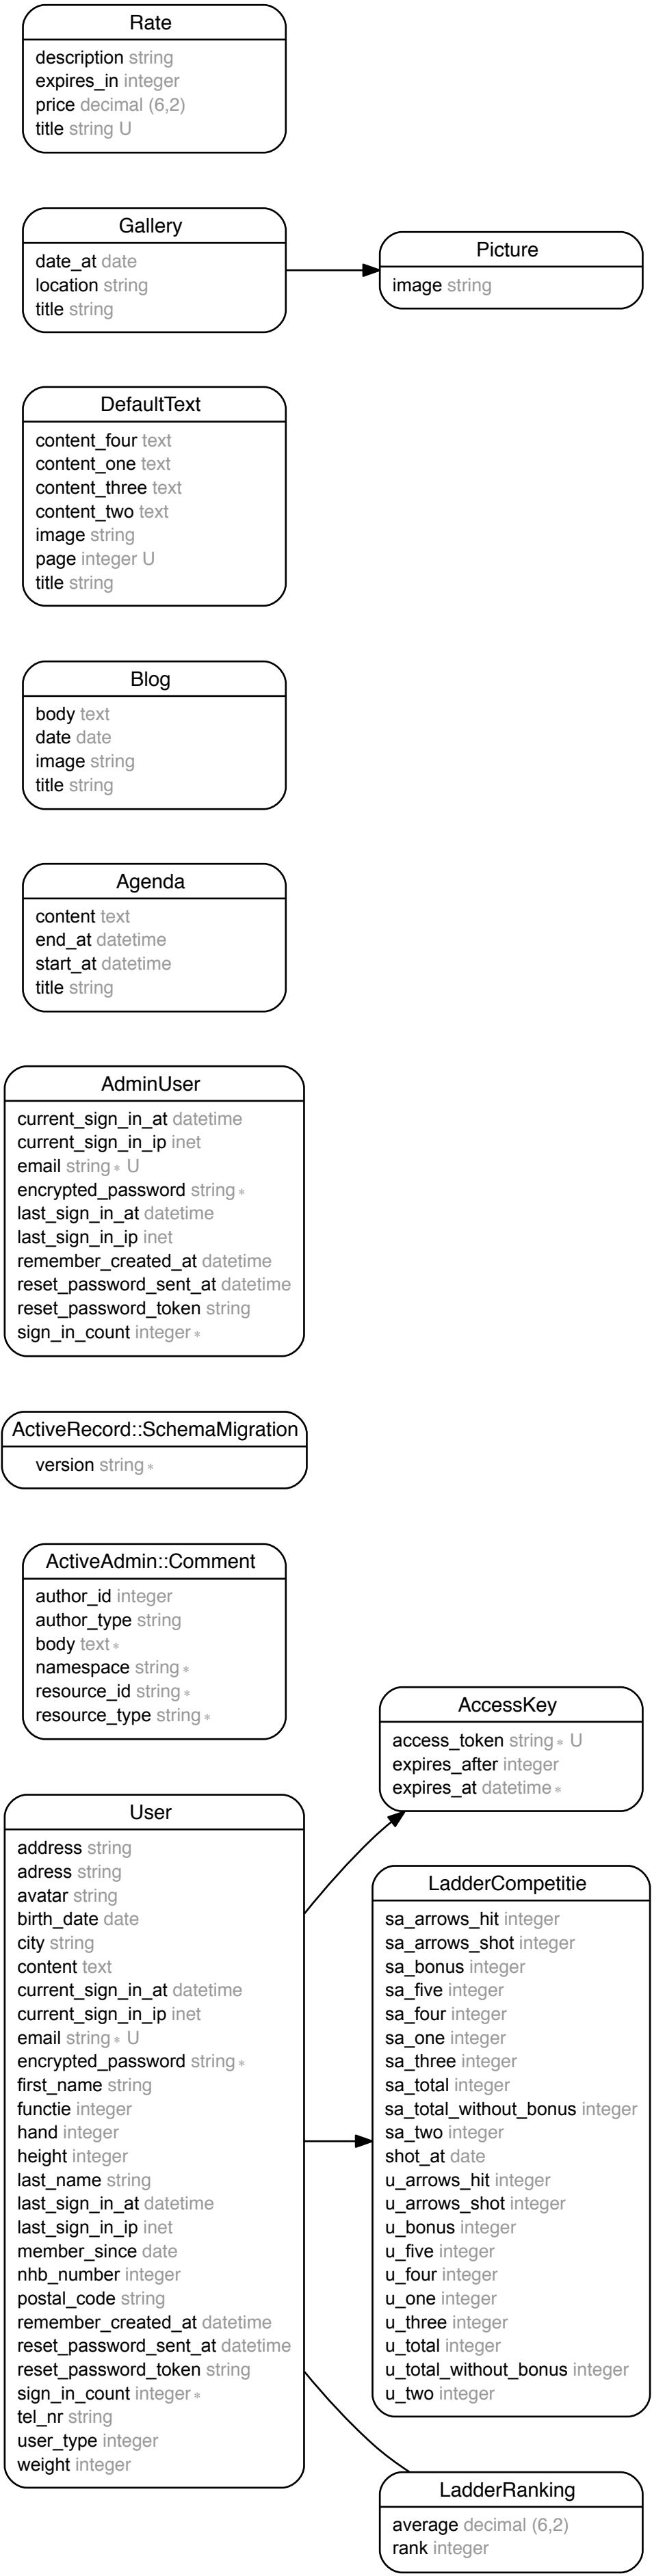 Rate
description string
expires_in integer
price decimal (6,2)
title string U
Gallery
date_at date
location string
title string
Picture
image string
DefaultText
content_four text
content_one text
content_three text
content_two text
image string
page integer U
title string
Blog
body text
date date
image string
title string
Agenda
content text
end_at datetime
start_at datetime
title string
AdminUser
current_sign_in_at datetime
current_sign_in_ip inet
email string * U
encrypted_password string *
last_sign_in_at datetime
last_sign_in_ip inet
remember_created_at datetime
reset_password_sent_at datetime
reset_password_token string
sign_in_count integer *
ActiveRecord::SchemaMigration
version string *
ActiveAdmin::Comment
author_id integer
author_type string
body text *
namespace string *
resource_id string *
resource_type string *
AccessKey
access_token string * U
expires_after integer
expires_at datetime *
User
address string
adress string
avatar string
birth_date date
city string
content text
current_sign_in_at datetime
current_sign_in_ip inet
email string * U
encrypted_password string *
first_name string
functie integer
hand integer
height integer
last_name string
last_sign_in_at datetime
last_sign_in_ip inet
member_since date
nhb_number integer
postal_code string
remember_created_at datetime
reset_password_sent_at datetime
reset_password_token string
sign_in_count integer *
tel_nr string
user_type integer
weight integer
LadderCompetitie
sa_arrows_hit integer
sa_arrows_shot integer
sa_bonus integer
sa_five integer
sa_four integer
sa_one integer
sa_three integer
sa_total integer
sa_total_without_bonus integer
sa_two integer
shot_at date
u_arrows_hit integer
u_arrows_shot integer
u_bonus integer
u_five integer
u_four integer
u_one integer
u_three integer
u_total integer
u_total_without_bonus integer
u_two integer
LadderRanking
average decimal (6,2)
rank integer